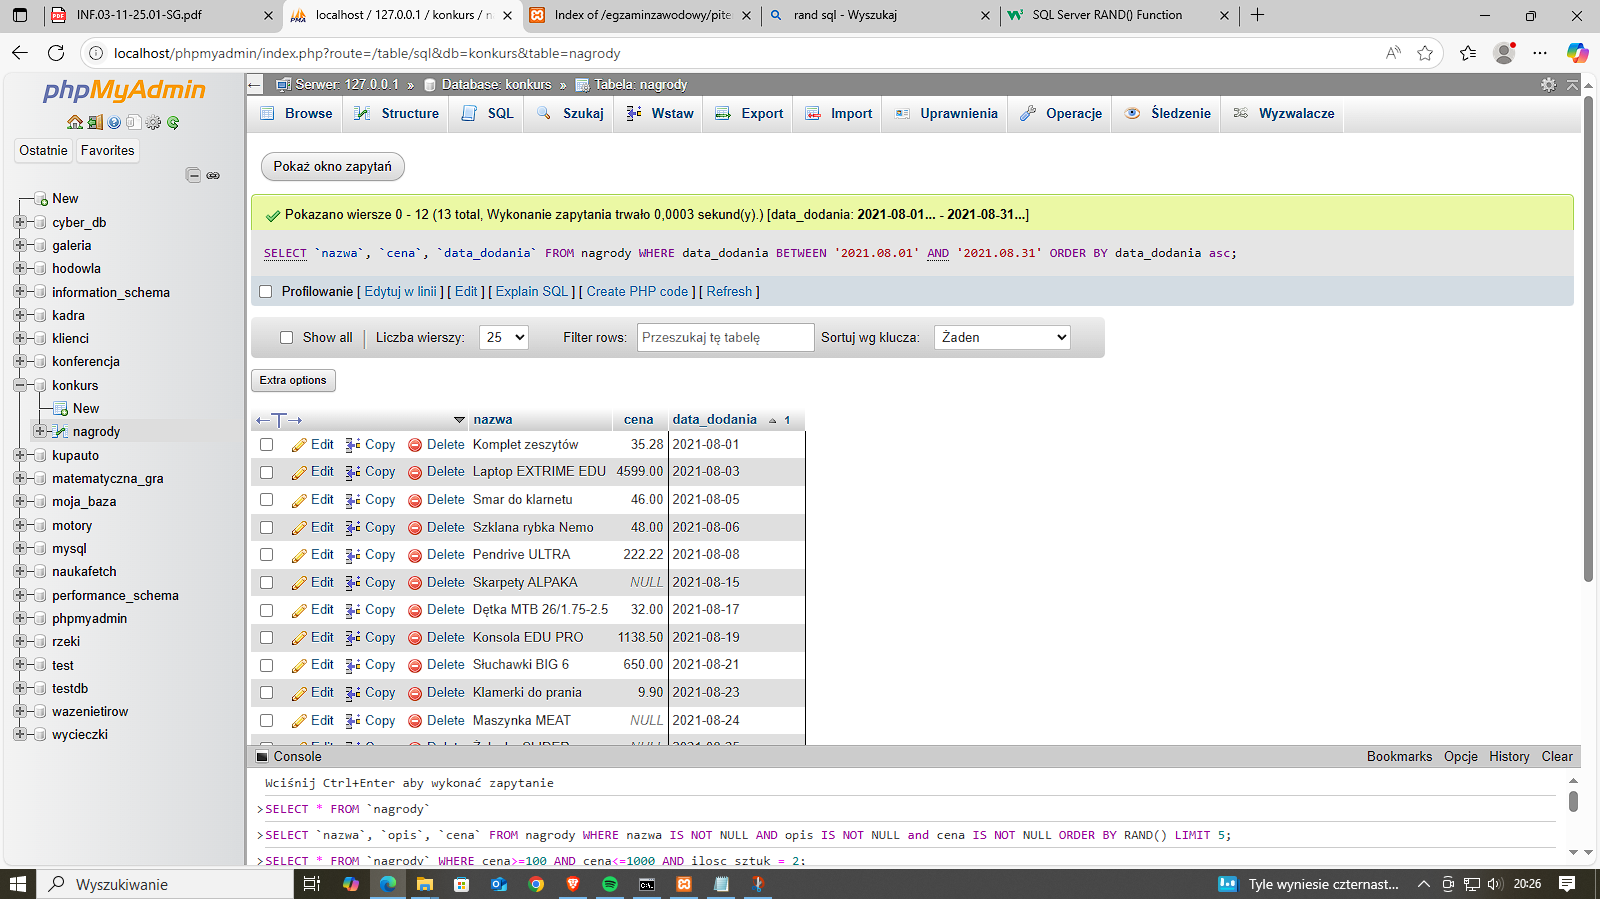 INF.03-11-25.01-SG.pdf
localhost / 127.0.0.1 / konkurs / n
Index of /egzaminzawodowy/pite
rand sql - Wyszukaj
SQL Server RAND() Function
localhost/phpmyadmin/index.php?route=/table/sql&db=konkurs&table=nagrody
phpMyAdmin
Ostatnie
Favorites
New
cyber_db
galeria
hodowla
information_schema
kadra
klienci
konferencja
konkurs
New
nagrody
kupauto
matematyczna_gra
moja_baza
motory
mysql
naukafetch
performance_schema
phpmyadmin
rzeki
test
testdb
wazenietirow
wycieczki
Serwer: 127.0.0.1 » Database: konkurs » Tabela: nagrody
Browse Structure SQL Szukaj Wstaw Export Import Uprawnienia Operacje Śledzenie Wyzwalacze
Pokaż okno zapytań
Pokazano wiersze 0 - 12 (13 total, Wykonanie zapytania trwało 0,0003 sekund(y).) [data_dodania: 2021-08-01... - 2021-08-31...]
SELECT `nazwa`, `cena`, `data_dodania` FROM nagrody WHERE data_dodania BETWEEN '2021.08.01' AND '2021.08.31' ORDER BY data_dodania asc;
Profilowanie [ Edytuj w linii ] [ Edit ] [ Explain SQL ] [ Create PHP code ] [ Refresh ]
Show all Liczba wierszy: 25 Filter rows: Przeszukaj tę tabelę Sortuj wg klucza: Żaden
Extra options
←T→ nazwa cena data_dodania 1
Edit Copy Delete Komplet zeszytów 35.28 2021-08-01
Edit Copy Delete Laptop EXTRIME EDU 4599.00 2021-08-03
Edit Copy Delete Smar do klarnetu 46.00 2021-08-05
Edit Copy Delete Szklana rybka Nemo 48.00 2021-08-06
Edit Copy Delete Pendrive ULTRA 222.22 2021-08-08
Edit Copy Delete Skarpety ALPAKA NULL 2021-08-15
Edit Copy Delete Dętka MTB 26/1.75-2.5 32.00 2021-08-17
Edit Copy Delete Konsola EDU PRO 1138.50 2021-08-19
Edit Copy Delete Słuchawki BIG 6 650.00 2021-08-21
Edit Copy Delete Klamerki do prania 9.90 2021-08-23
Edit Copy Delete Maszynka MEAT NULL 2021-08-24
Console
Bookmarks Opcje History Clear
Wciśnij Ctrl+Enter aby wykonać zapytanie
>SELECT * FROM `nagrody`
>SELECT `nazwa`, `opis`, `cena` FROM nagrody WHERE nazwa IS NOT NULL AND opis IS NOT NULL and cena IS NOT NULL ORDER BY RAND() LIMIT 5;
>SELECT * FROM `nagrody` WHERE cena>=100 AND cena<=1000 AND ilosc_sztuk = 2;
Wyszukiwanie
Tyle wyniesie czternast...
20:26